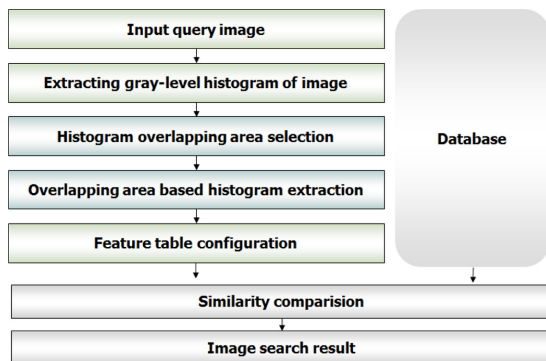 Input query image
Extracting gray-level histogram of image
Histogram overlapping area selection
Overlapping area based histogram extraction
Feature table configuration
Database
Similarity comparision
Image search result